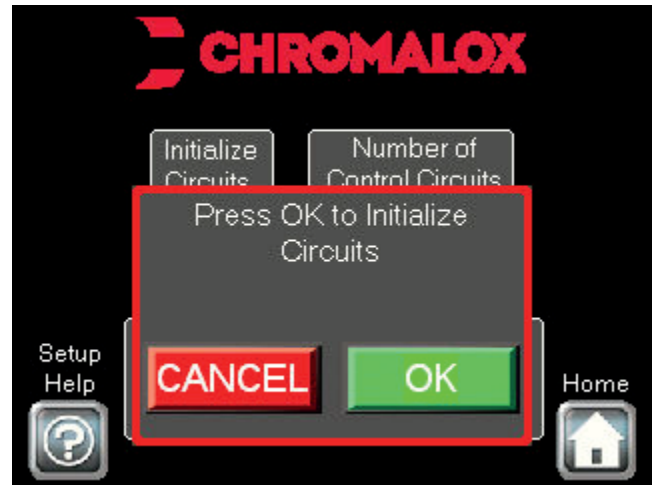 CHROMALOX
Initialize
Circuits
Number of
Control Circuits
Press OK to Initialize
Circuits
CANCEL
OK
Setup
Help
?
Home